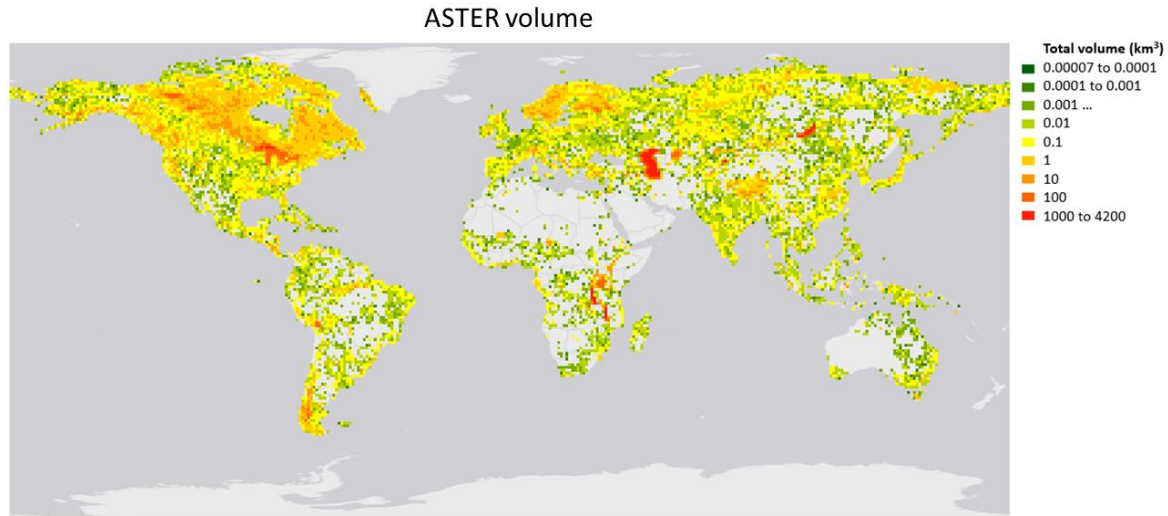 ASTER volume
Total volume (km³)
0.00007 to 0.0001
0.0001 to 0.001
0.001 ...
0.01
0.1
1
10
100
1000 to 4200